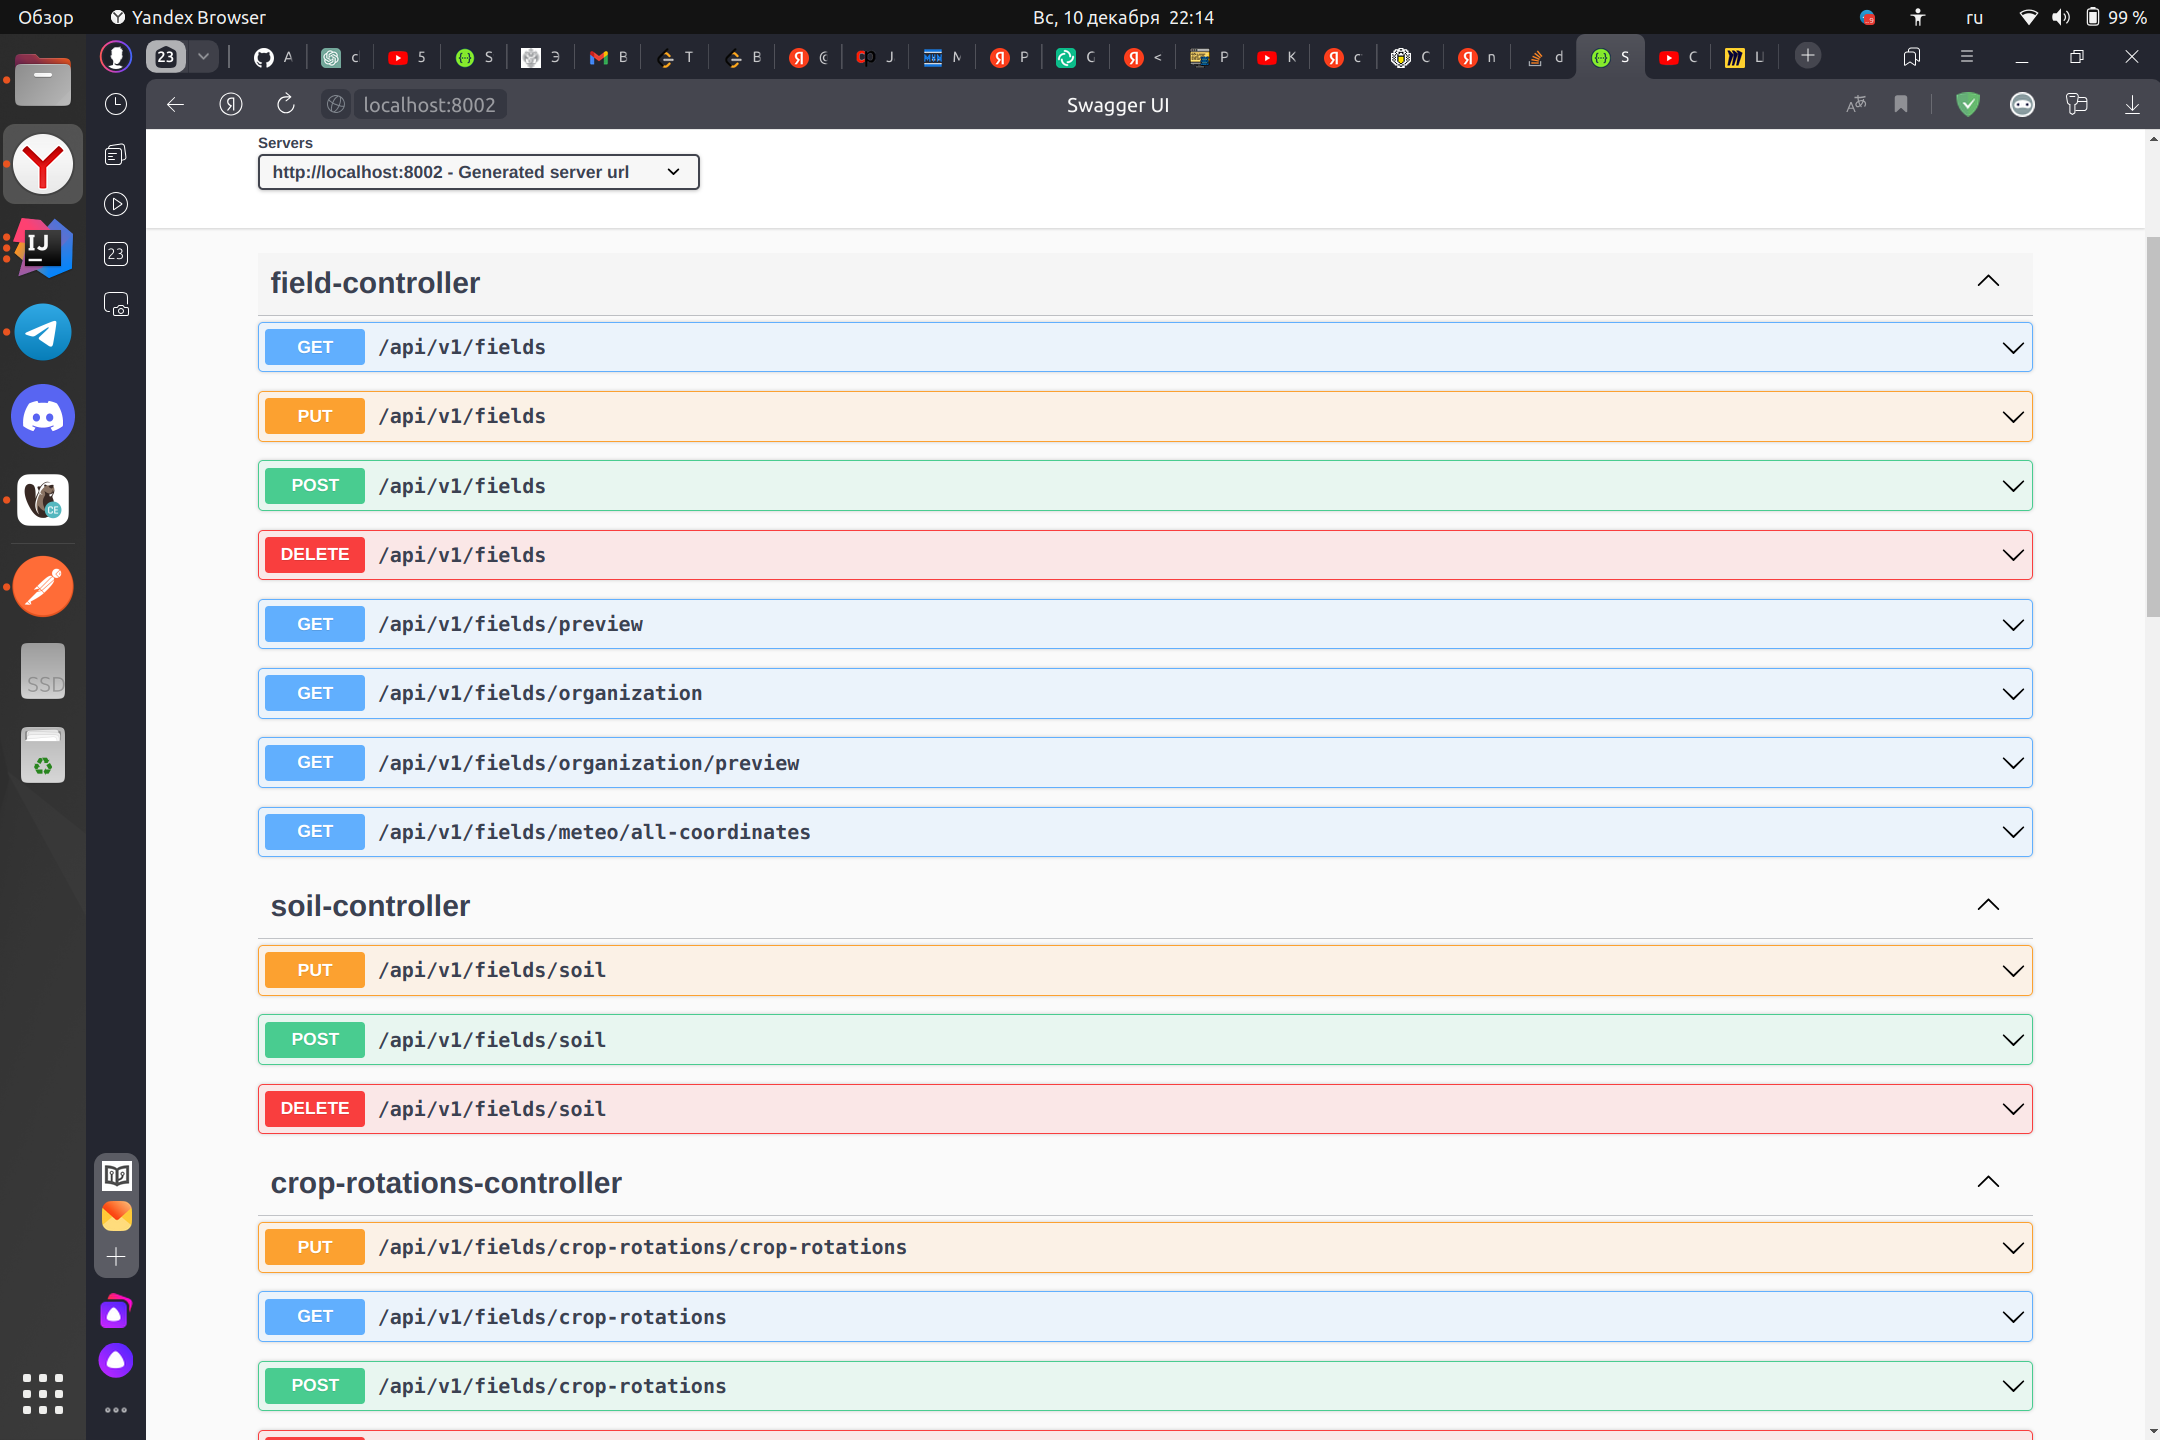 Обзор
Yandex Browser
Вс, 10 декабря 22:14
ru
99 %
23
A
c
5
S
Э
B
T
B
@
J
M
P
C
<
P
K
с
C
n
d
S
C
localhost:8002
Swagger UI
Servers
http://localhost:8002 - Generated server url
field-controller
GET /api/v1/fields
PUT /api/v1/fields
POST /api/v1/fields
DELETE /api/v1/fields
GET /api/v1/fields/preview
GET /api/v1/fields/organization
GET /api/v1/fields/organization/preview
GET /api/v1/fields/meteo/all-coordinates
soil-controller
PUT /api/v1/fields/soil
POST /api/v1/fields/soil
DELETE /api/v1/fields/soil
crop-rotations-controller
PUT /api/v1/fields/crop-rotations/crop-rotations
GET /api/v1/fields/crop-rotations
POST /api/v1/fields/crop-rotations
23
IJ
CE
SSD